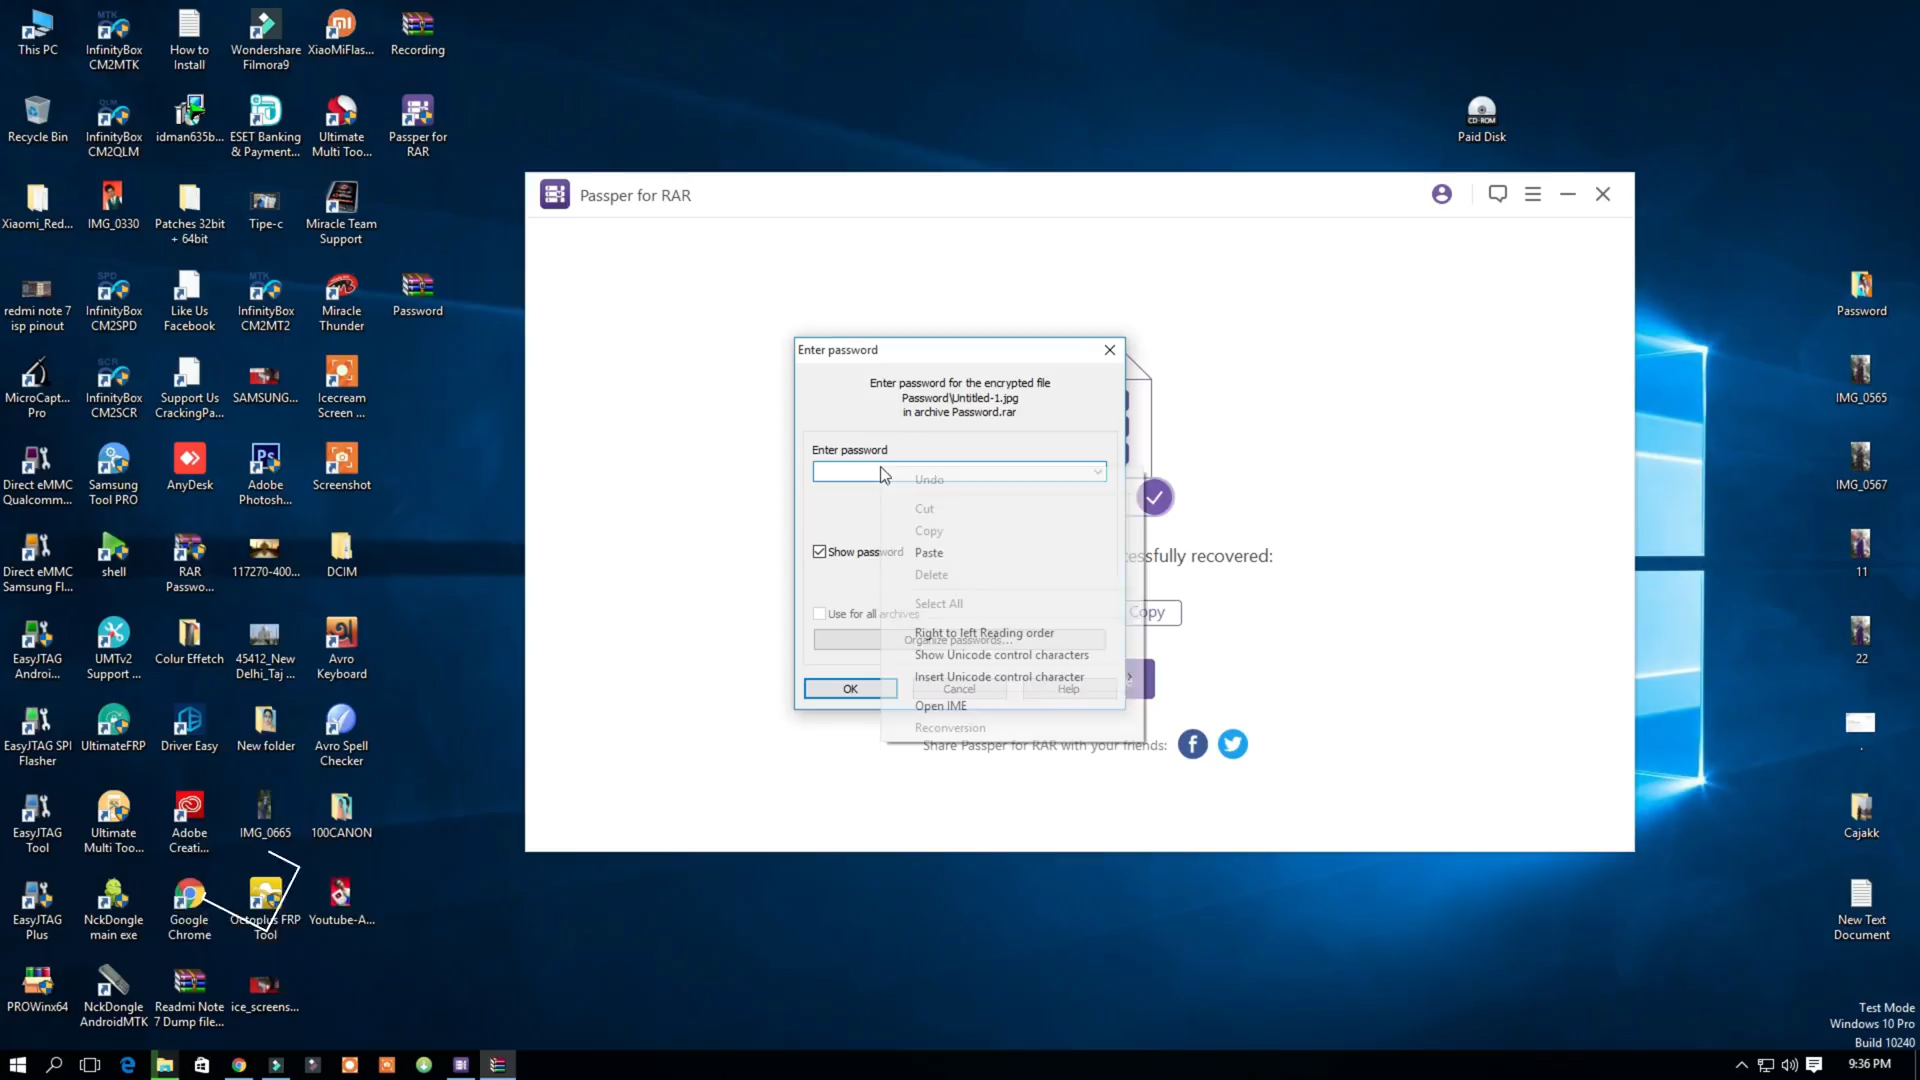 This PC
InfinityBox
CM2MTK
How to
Install
Wondershare
Filmora9
XiaoMiFlas...
Recording
Recycle Bin
InfinityBox
CM2QLM
idman635b...
ESET Banking
& Payment...
Ultimate
Multi Too...
Passper for
RAR
CD-ROM
Paid Disk
Xiaomi_Red...
IMG_0330
Patches 32bit
+ 64bit
Tipe-c
Miracle Team
Support
redmi note 7
isp pinout
InfinityBox
CM2SPD
Like Us
Facebook
InfinityBox
CM2MT2
Miracle
Thunder
Password
MicroCapt...
Pro
InfinityBox
CM2SCR
Support Us
CrackingPa...
SAMSUNG...
Icecream
Screen ...
Direct eMMC
Qualcomm...
Samsung
Tool PRO
AnyDesk
Adobe
Photosh...
Screenshot
Direct eMMC
Samsung Fl...
shell
RAR
Passwo...
117270-400...
DCIM
EasyJTAG
Androi...
UMTv2
Support ...
Colur Effetch
45412_New
Delhi_Taj ...
Avro
Keyboard
EasyJTAG SPI
Flasher
UltimateFRP
Driver Easy
New folder
Avro Spell
Checker
EasyJTAG
Tool
Ultimate
Multi Too...
Adobe
Creati...
IMG_0665
100CANON
EasyJTAG
Plus
NckDongle
main exe
Google
Chrome
Octoplus FRP
Tool
Youtube-A...
PROWinx64
NckDongle
AndroidMTK
Readmi Note
7 Dump file...
ice_screens...
Passper for RAR
Enter password
Enter password for the encrypted file
Password\Untitled-1.jpg
in archive Password.rar
Enter password
Show password
Use for all archives
Organize passwords...
OK
Cancel
Help
Undo
Cut
Copy
Paste
Delete
Select All
Right to left Reading order
Show Unicode control characters
Insert Unicode control character
Open IME
Reconversion
essfully recovered:
Copy
Share Passper for RAR with your friends:
Password
IMG_0565
IMG_0567
11
22
.
Cajakk
New Text
Document
Test Mode
Windows 10 Pro
Build 10240
9:36 PM